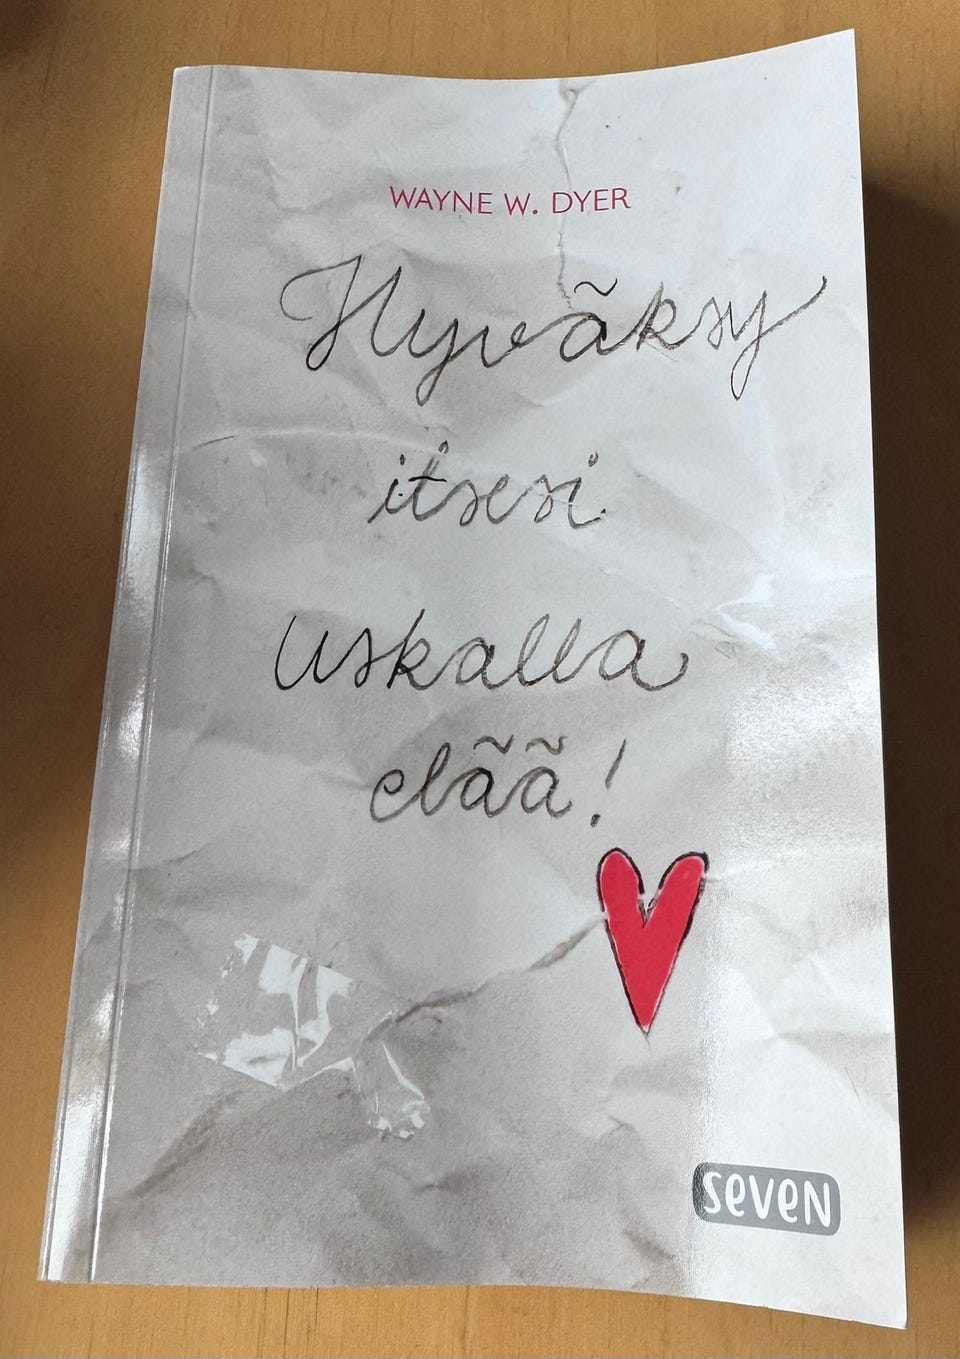 WAYNE W. DYER
Hyväksy
itsesi
uskalla
elää!
seveN